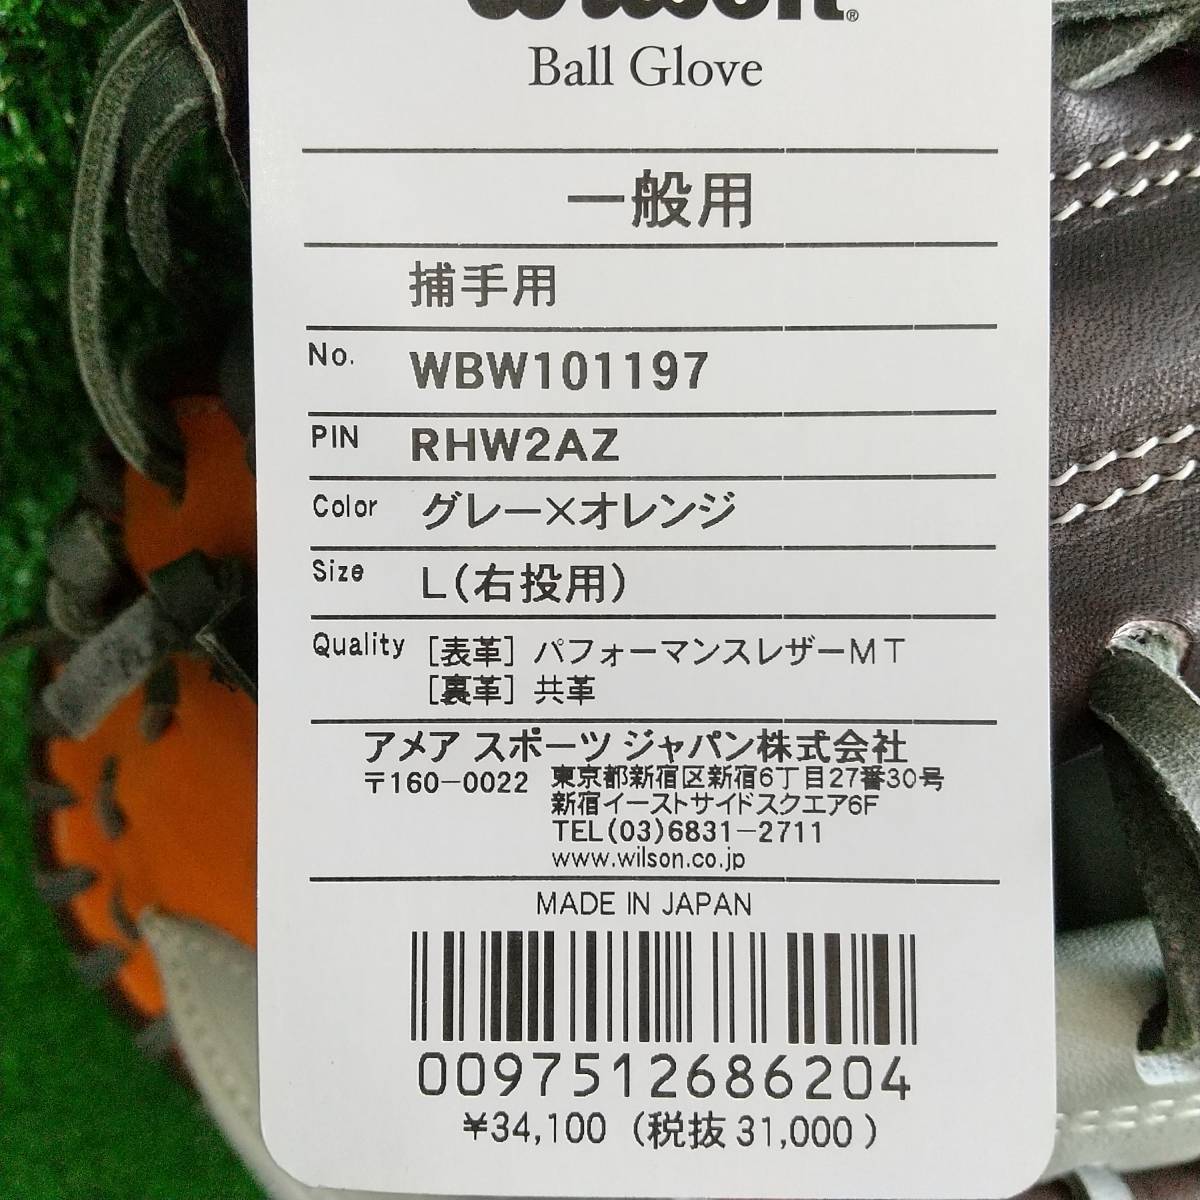 Wilson®
Ball Glove
一般用
捕手用
No. WBW101197
PIN RHW2AZ
Color グレー×オレンジ
Size L(右投用)
Quality [表革] パフォーマンスレザーMT
[裏革] 共革
アメア スポーツ ジャパン株式会社
〒160-0022 東京都新宿区新宿6丁目27番30号
新宿イーストサイドスクエア6F
TEL(03)6831-2711
www.wilson.co.jp
MADE IN JAPAN
0097512686204
¥34,100 (税抜 31,000)